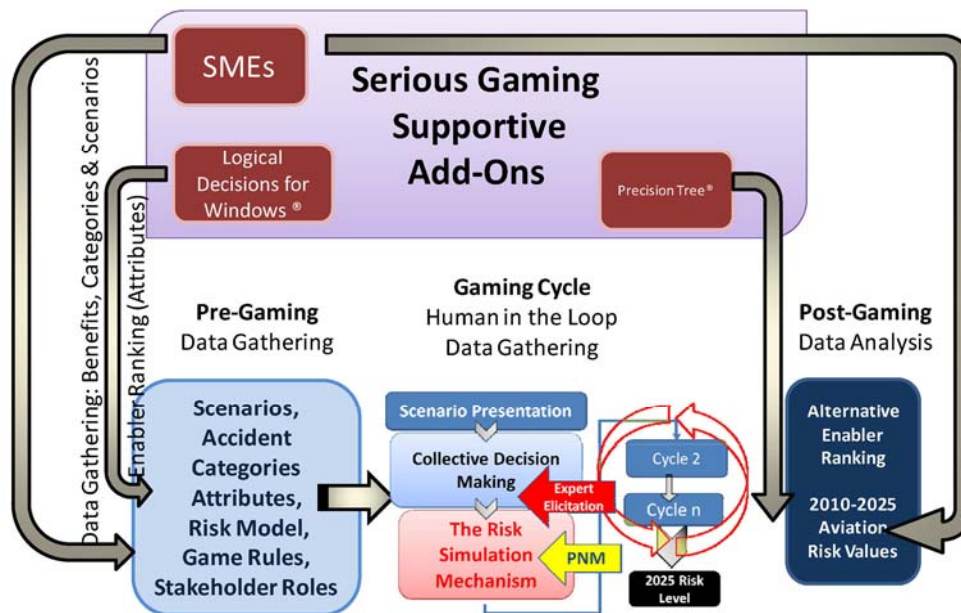 SMEs
Serious Gaming
Supportive
Add-Ons
Logical
Decisions for
Windows ®
Precision Tree®
Data Gathering: Benefits, Categories & Scenarios
Enabler Ranking (Attributes)
Pre-Gaming
Data Gathering
Gaming Cycle
Human in the Loop
Data Gathering
Post-Gaming
Data Analysis
Scenarios,
Accident
Categories
Attributes,
Risk Model,
Game Rules,
Stakeholder Roles
Scenario Presentation
Collective Decision
Making
Expert
Elicitation
The Risk
Simulation
Mechanism
PNM
Cycle 2
Cycle n
2025 Risk
Level
Alternative
Enabler
Ranking
2010-2025
Aviation
Risk Values